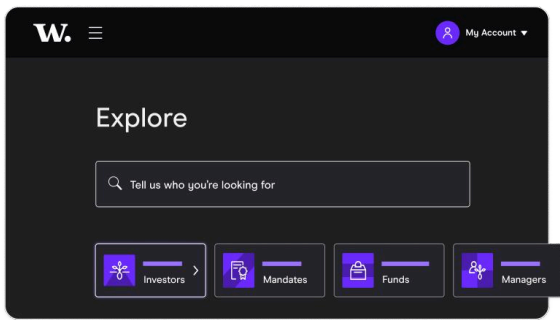 W.
My Account
Explore
Tell us who you're looking for
Investors
Mandates
Funds
Managers